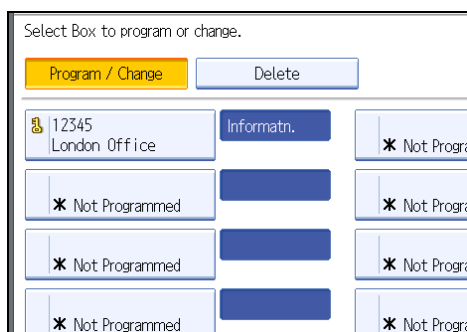 Select Box to program or change.
Program / Change Delete
12345 Informatn.
London Office
✱ Not Progra
✱ Not Programmed ✱ Not Progra
✱ Not Programmed ✱ Not Progra
✱ Not Programmed ✱ Not Progra